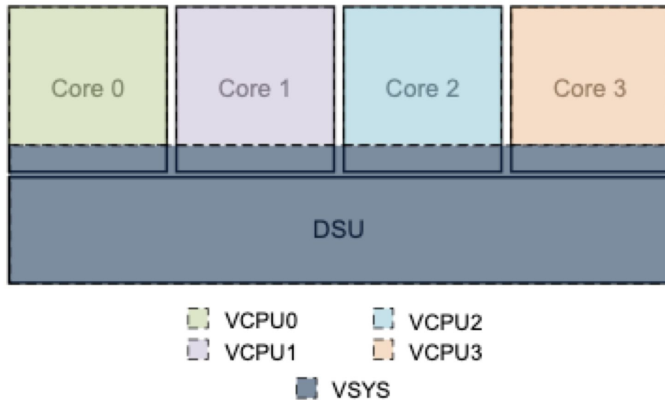 Core 0 Core 1 Core 2 Core 3
DSU
VCPU0 VCPU2
VCPU1 VCPU3
VSYS